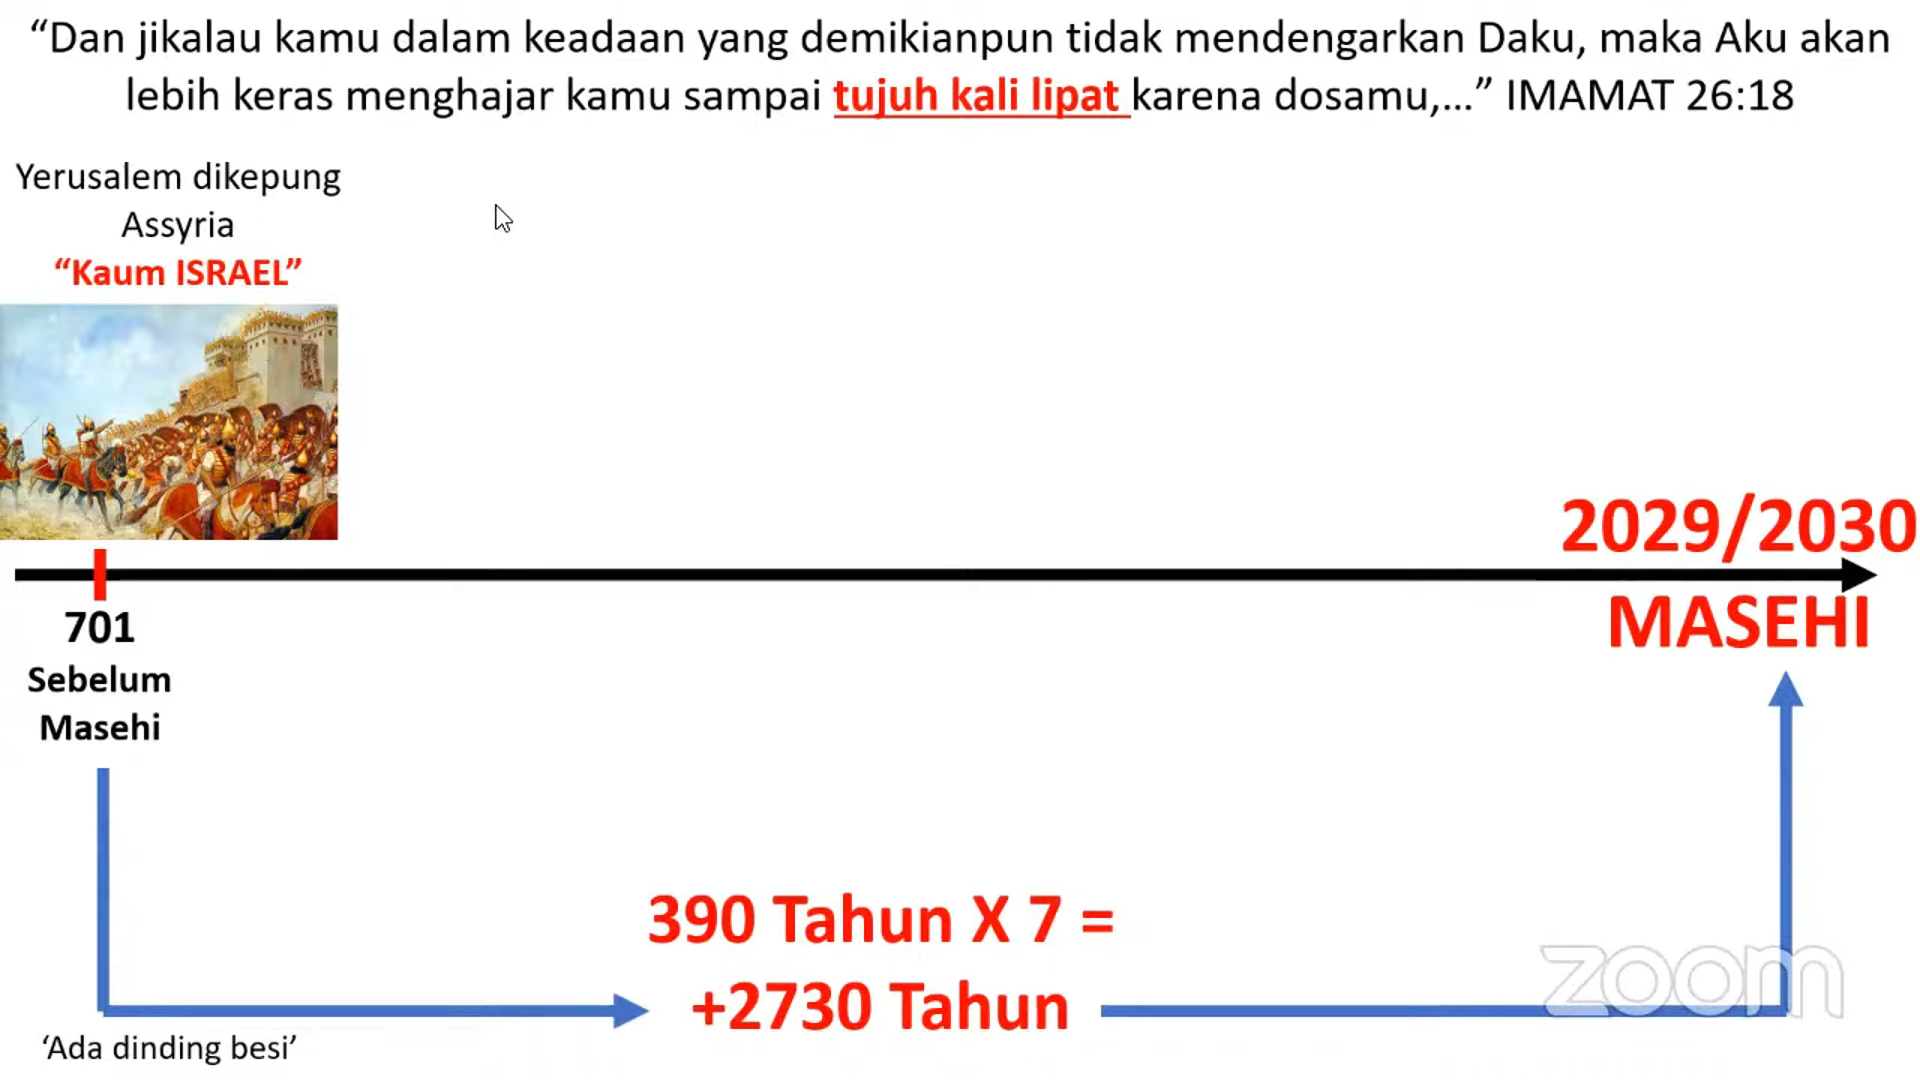 “Dan jikalau kamu dalam keadaan yang demikianpun tidak mendengarkan Daku, maka Aku akan
lebih keras menghajar kamu sampai tujuh kali lipat karena dosamu,...” IMAMAT 26:18
Yerusalem dikepung
Assyria
“Kaum ISRAEL”
2029/2030
MASEHI
701
Sebelum
Masehi
390 Tahun X 7 =
+2730 Tahun
‘Ada dinding besi’
zoom